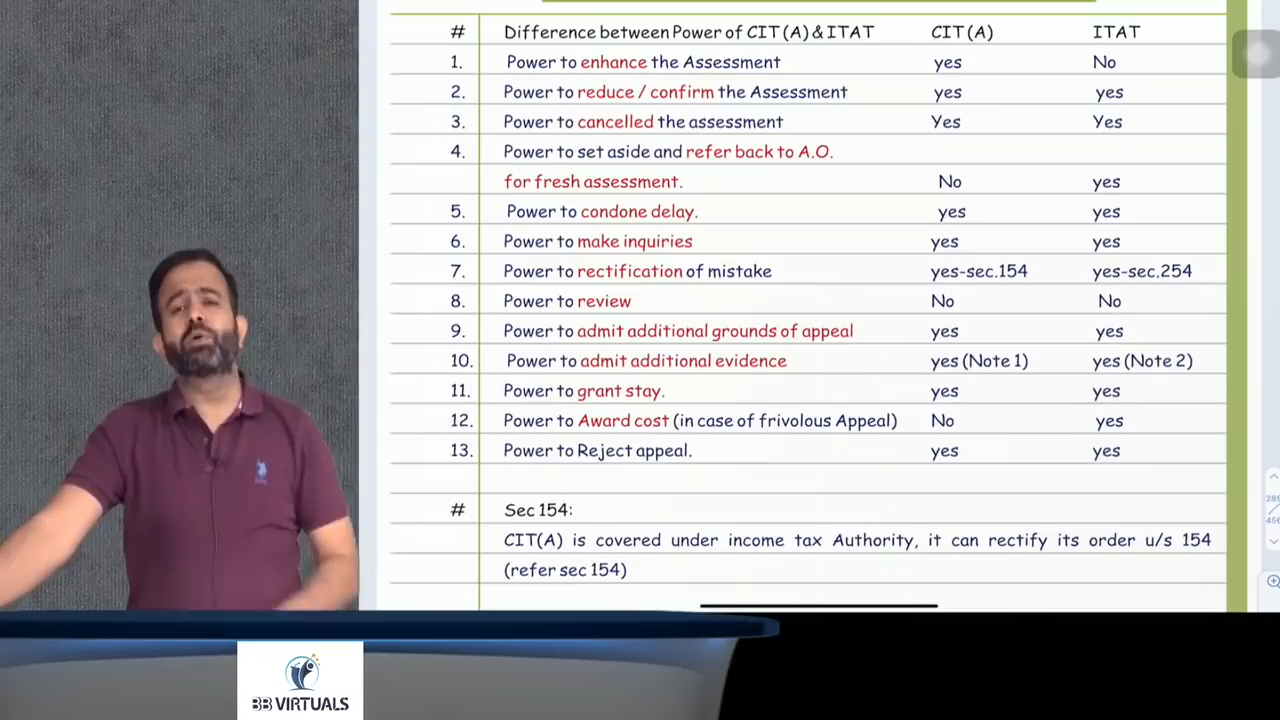 # Difference between Power of CIT (A) & ITAT CIT (A) ITAT
1. Power to enhance the Assessment yes No
2. Power to reduce / confirm the Assessment yes yes
3. Power to cancelled the assessment Yes Yes
4. Power to set aside and refer back to A.O.
for fresh assessment. No yes
5. Power to condone delay. yes yes
6. Power to make inquiries yes yes
7. Power to rectification of mistake yes-sec.154 yes-sec.254
8. Power to review No No
9. Power to admit additional grounds of appeal yes yes
10. Power to admit additional evidence yes (Note 1) yes (Note 2)
11. Power to grant stay. yes yes
12. Power to Award cost (in case of frivolous Appeal) No yes
13. Power to Reject appeal. yes yes
# Sec 154:
CIT(A) is covered under income tax Authority, it can rectify its order u/s 154
(refer sec 154)
289
456
BB VIRTUALS